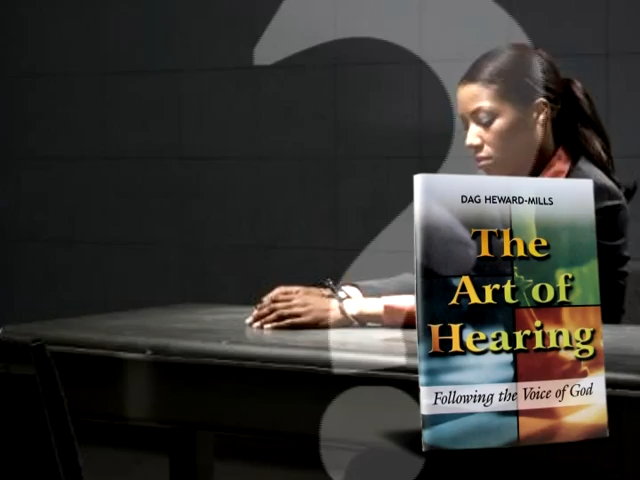 DAG HEWARD-MILLS
The
Art of
Hearing
Following the Voice of God